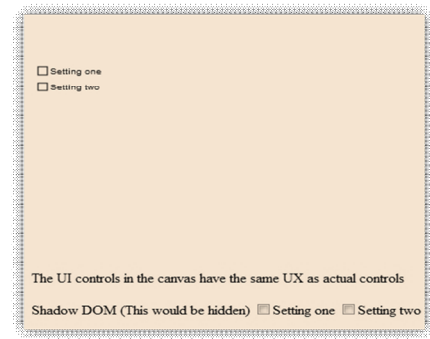 Setting one
Setting two
The UI controls in the canvas have the same UX as actual controls
Shadow DOM (This would be hidden) Setting one Setting two